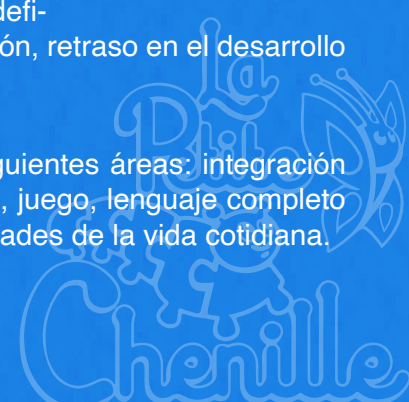 defi-
ón, retraso en el desarrollo
guientes áreas: integración
, juego, lenguaje completo
ades de la vida cotidiana.
La
Ptite
Chenille